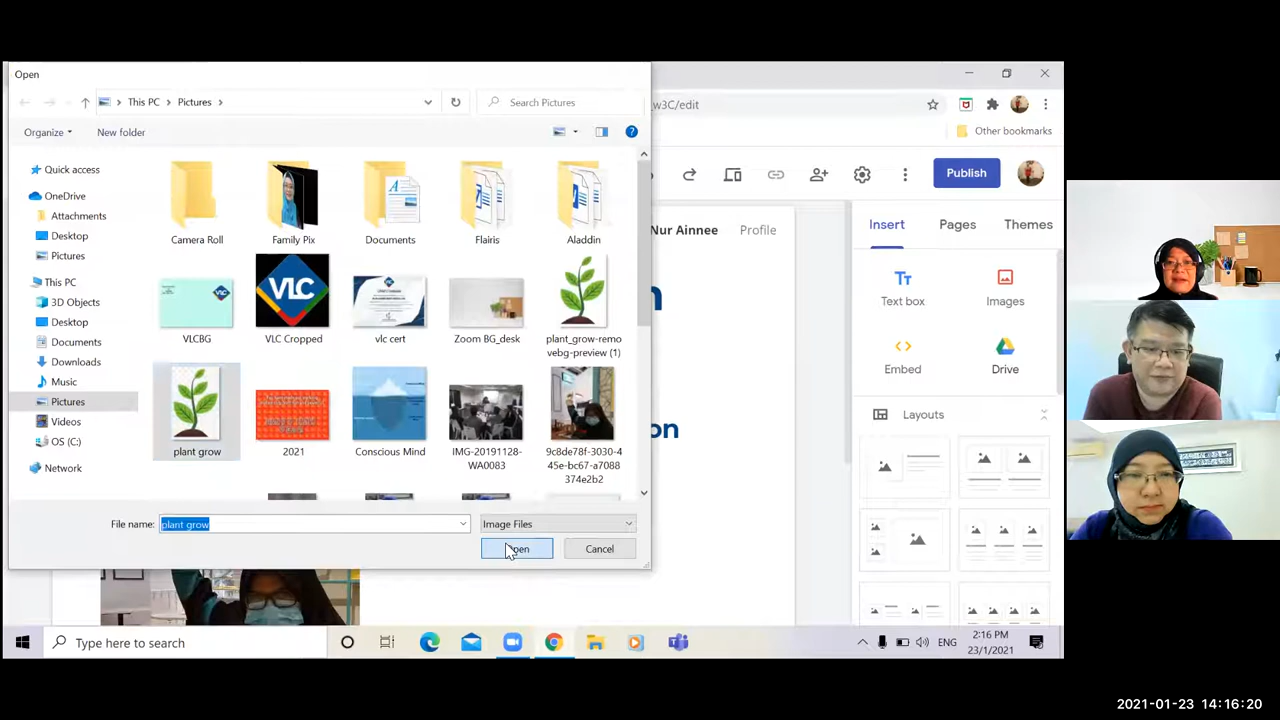 Open
This PC
Pictures
Search Pictures
Organize
New folder
Quick access
OneDrive
Attachments
Desktop
Pictures
This PC
3D Objects
Desktop
Documents
Downloads
Music
Pictures
Videos
OS (C:)
Network
Camera Roll
Family Pix
Documents
Flairis
Aladdin
VLCBG
VLC
VLC Cropped
vlc cert
Zoom BG_desk
plant_grow-remo
vebg-preview (1)
plant grow
2021
Conscious Mind
IMG-20191128-
WA0083
9c8de78f-3030-4
45e-bc67-a7088
374e2b2
File name:
plant grow
Image Files
Open
Cancel
w3C/edit
Other bookmarks
Publish
Nur Ainnee
Profile
on
Insert
Pages
Themes
Tт
Text box
Images
Embed
Drive
Layouts
Type here to search
ENG
2:16 PM
23/1/2021
2021-01-23 14:16:20